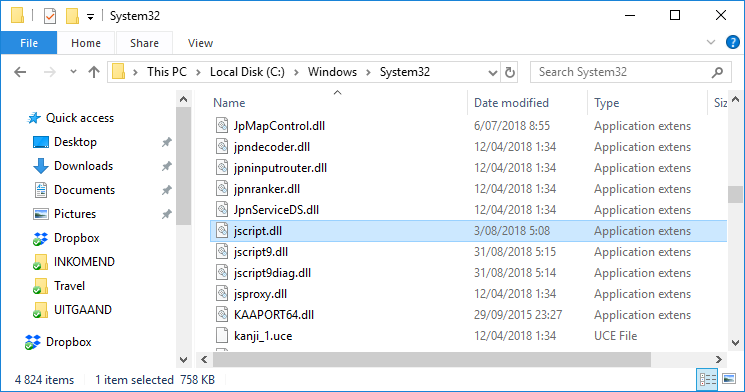 System32
File Home Share View
This PC Local Disk (C:) Windows System32 Search System32
Name Date modified Type Siz
Quick access
Desktop
Downloads
Documents
Pictures
Dropbox
INKOMEND
Travel
UITGAAND
Dropbox
JpMapControl.dll 6/07/2018 8:55 Application extens
jpndecoder.dll 12/04/2018 1:34 Application extens
jpninputrouter.dll 12/04/2018 1:34 Application extens
jpnranker.dll 12/04/2018 1:34 Application extens
JpnServiceDS.dll 12/04/2018 1:34 Application extens
jscript.dll 3/08/2018 5:08 Application extens
jscript9.dll 31/08/2018 5:15 Application extens
jscript9diag.dll 31/08/2018 5:14 Application extens
jsproxy.dll 12/04/2018 1:34 Application extens
KAAPORT64.dll 29/09/2015 23:27 Application extens
kanji_1.uce 12/04/2018 1:34 UCE File
4 824 items 1 item selected 758 KB